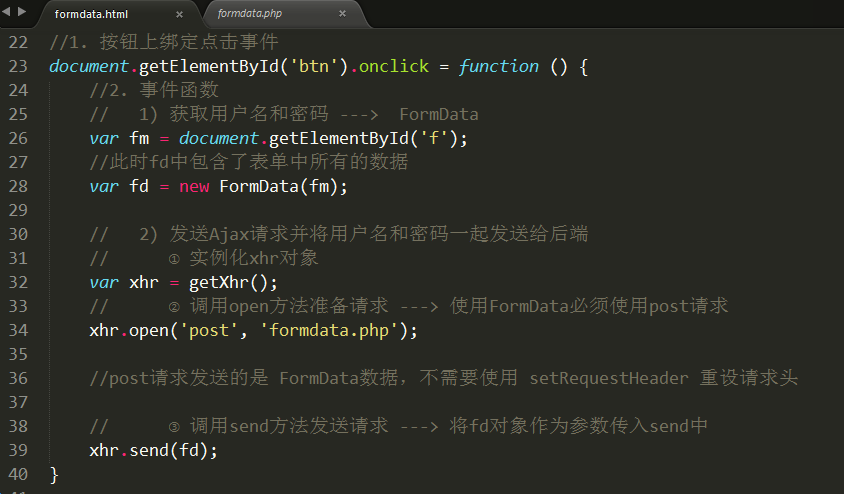 formdata.html × formdata.php ×
22 //1. 按钮上绑定点击事件
23 document.getElementById('btn').onclick = function () {
24 //2. 事件函数
25 // 1) 获取用户名和密码 ---> FormData
26 var fm = document.getElementById('f');
27 //此时fd中包含了表单中所有的数据
28 var fd = new FormData(fm);
29
30 // 2) 发送Ajax请求并将用户名和密码一起发送给后端
31 // ① 实例化xhr对象
32 var xhr = getXhr();
33 // ② 调用open方法准备请求 ---> 使用FormData必须使用post请求
34 xhr.open('post', 'formdata.php');
35
36 //post请求发送的是 FormData数据，不需要使用 setRequestHeader 重设请求头
37
38 // ③ 调用send方法发送请求 ---> 将fd对象作为参数传入send中
39 xhr.send(fd);
40 }